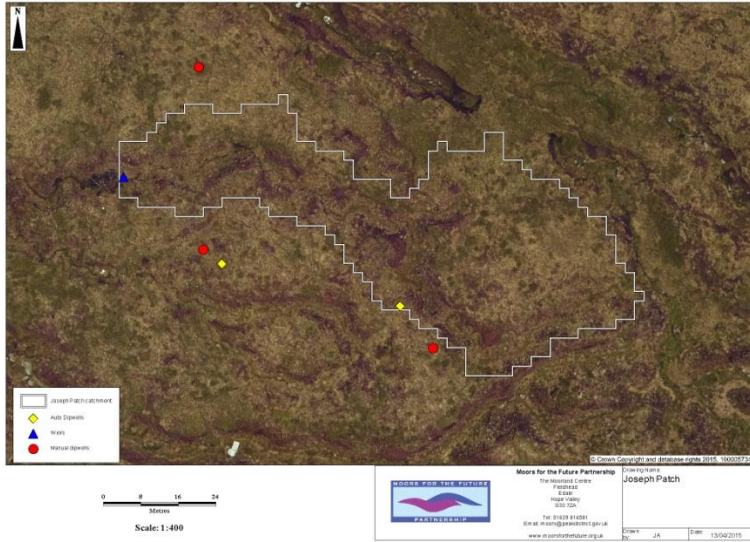 N
Joseph Patch catchment
Auto Dipwells
Weirs
Manual dipwells
© Crown Copyright and database rights 2015, 100005734
0 8 16 24
Metres
Scale: 1:400
MOORS FOR THE FUTURE
PARTNERSHIP
Moors for the Future Partnership
The Moorland Centre
Fieldhead
Edale
Hope Valley
S33 7ZA
Tel: 01629 816581
Email: moors@peakdistrict.gov.uk
www.moorsforthefuture.org.uk
Drawing Name:
Joseph Patch
Drawn by: JA
Date: 13/04/2015